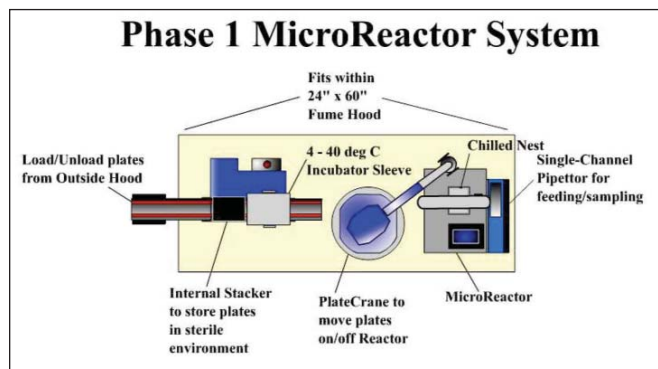 Phase 1 MicroReactor System
Fits within
24" x 60"
Fume Hood
Load/Unload plates
from Outside Hood
4 - 40 deg C
Incubator Sleeve
Chilled Nest
Single-Channel
Pipettor for
feeding/sampling
Internal Stacker
to store plates
in sterile
environment
PlateCrane to
move plates
on/off Reactor
MicroReactor